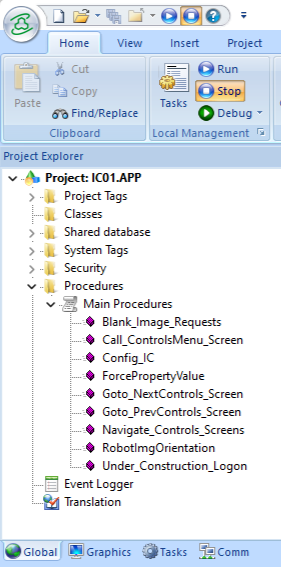 Home View Insert Project
Paste
Cut
Copy
Find/Replace
Clipboard
Tasks
Run
Stop
Debug
Local Management
Project Explorer
Project: IC01.APP
Project Tags
Classes
Shared database
System Tags
Security
Procedures
Main Procedures
Blank_Image_Requests
Call_ControlsMenu_Screen
Config_IC
ForcePropertyValue
Goto_NextControls_Screen
Goto_PrevControls_Screen
Navigate_Controls_Screens
RobotImgOrientation
Under_Construction_Logon
Event Logger
Translation
Global Graphics Tasks Comm